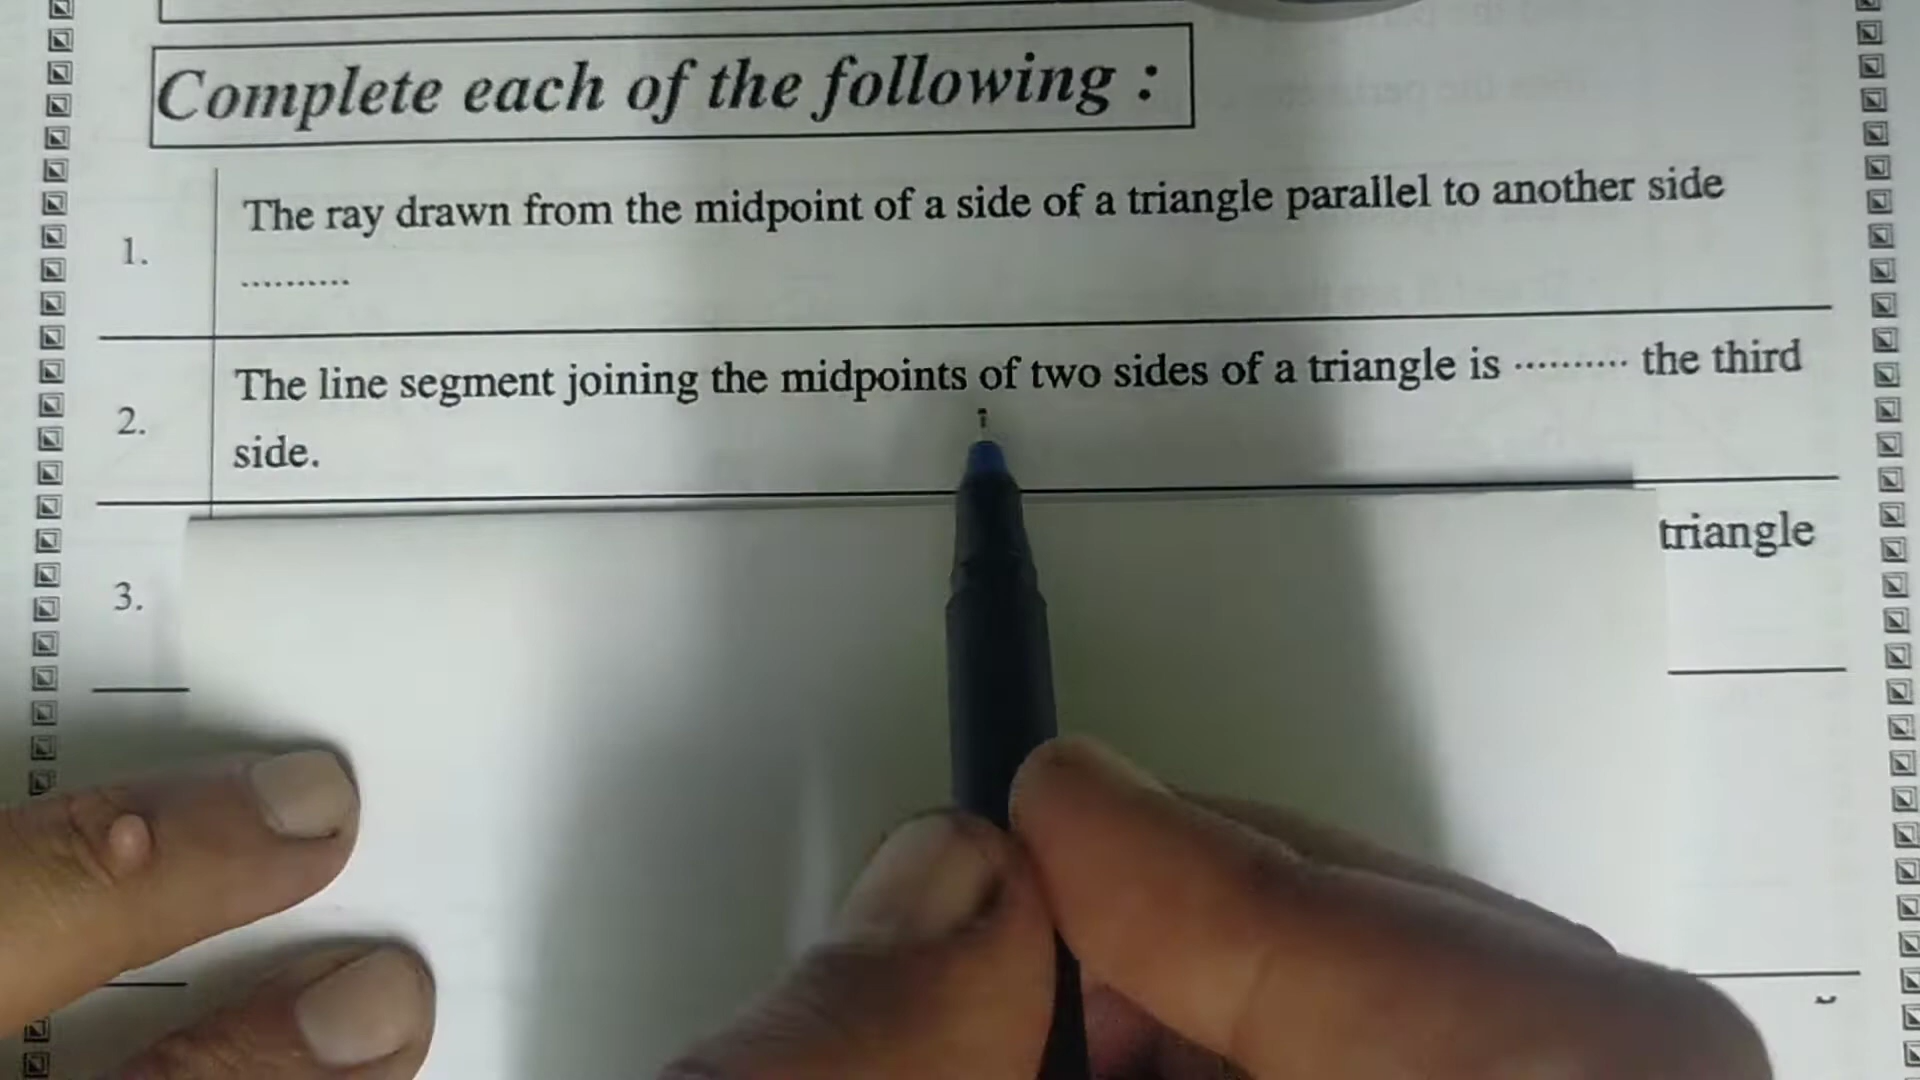 Complete each of the following :
1.
The ray drawn from the midpoint of a side of a triangle parallel to another side
..........
2.
The line segment joining the midpoints of two sides of a triangle is .......... the third
side.
3.
triangle